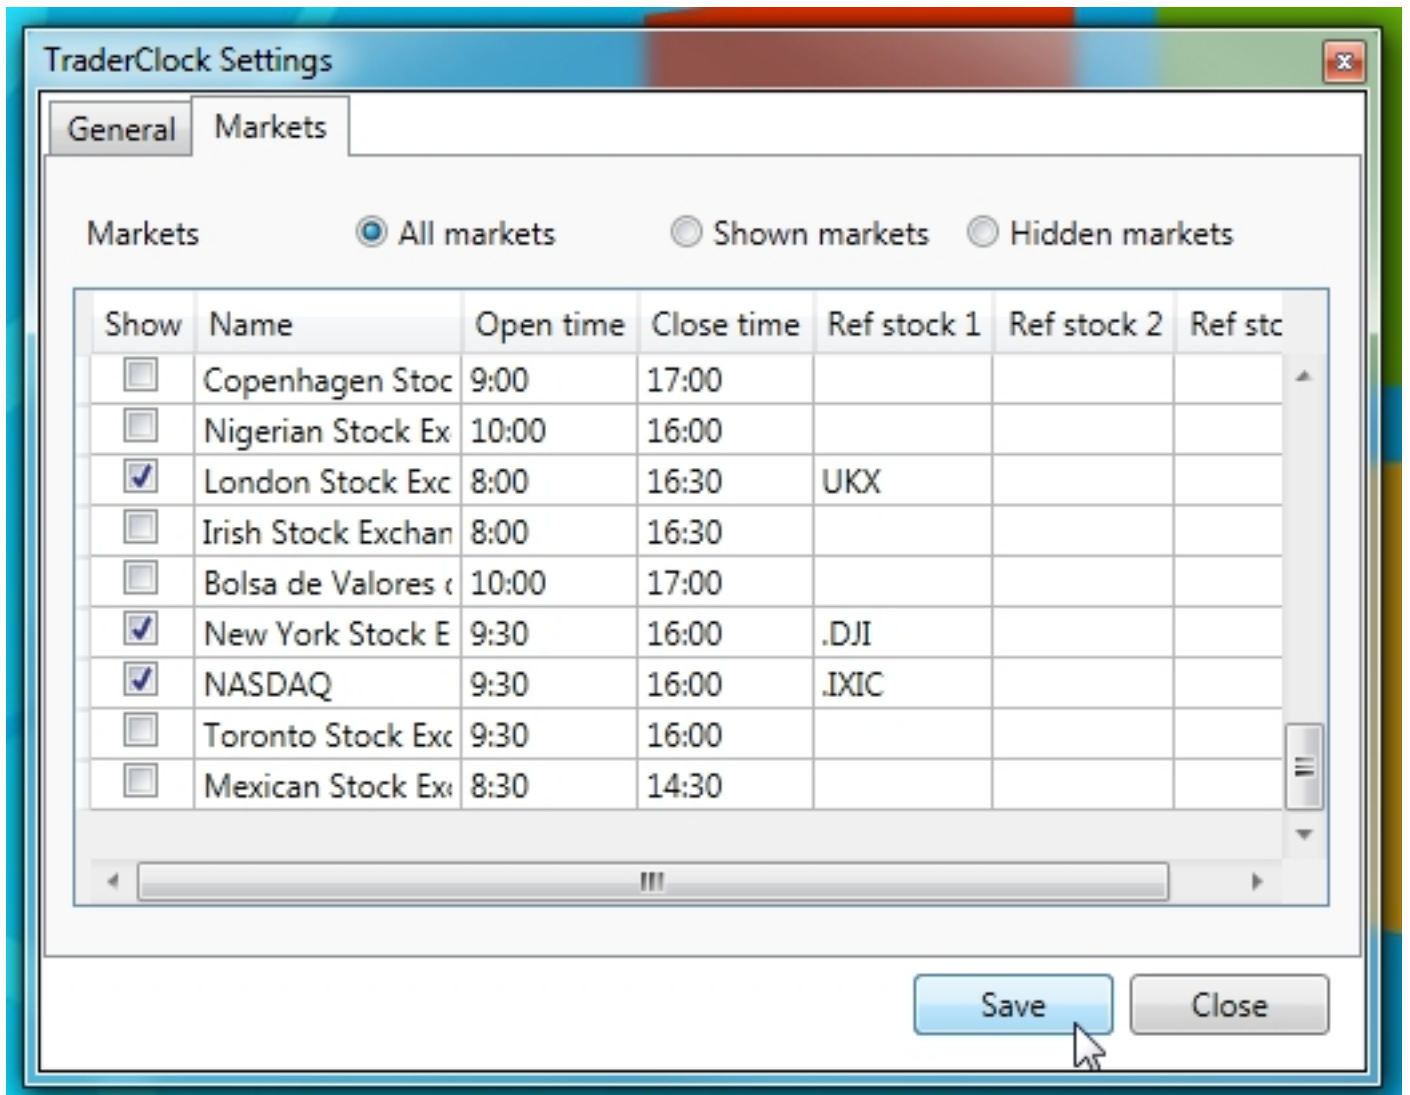 TraderClock Settings
General Markets
Markets All markets Shown markets Hidden markets
Show Name Open time Close time Ref stock 1 Ref stock 2 Ref stc
Copenhagen Stoc 9:00 17:00
Nigerian Stock Ex 10:00 16:00
London Stock Exc 8:00 16:30 UKX
Irish Stock Exchan 8:00 16:30
Bolsa de Valores 10:00 17:00
New York Stock E 9:30 16:00 .DJI
NASDAQ 9:30 16:00 .IXIC
Toronto Stock Exc 9:30 16:00
Mexican Stock Ex 8:30 14:30
Save Close